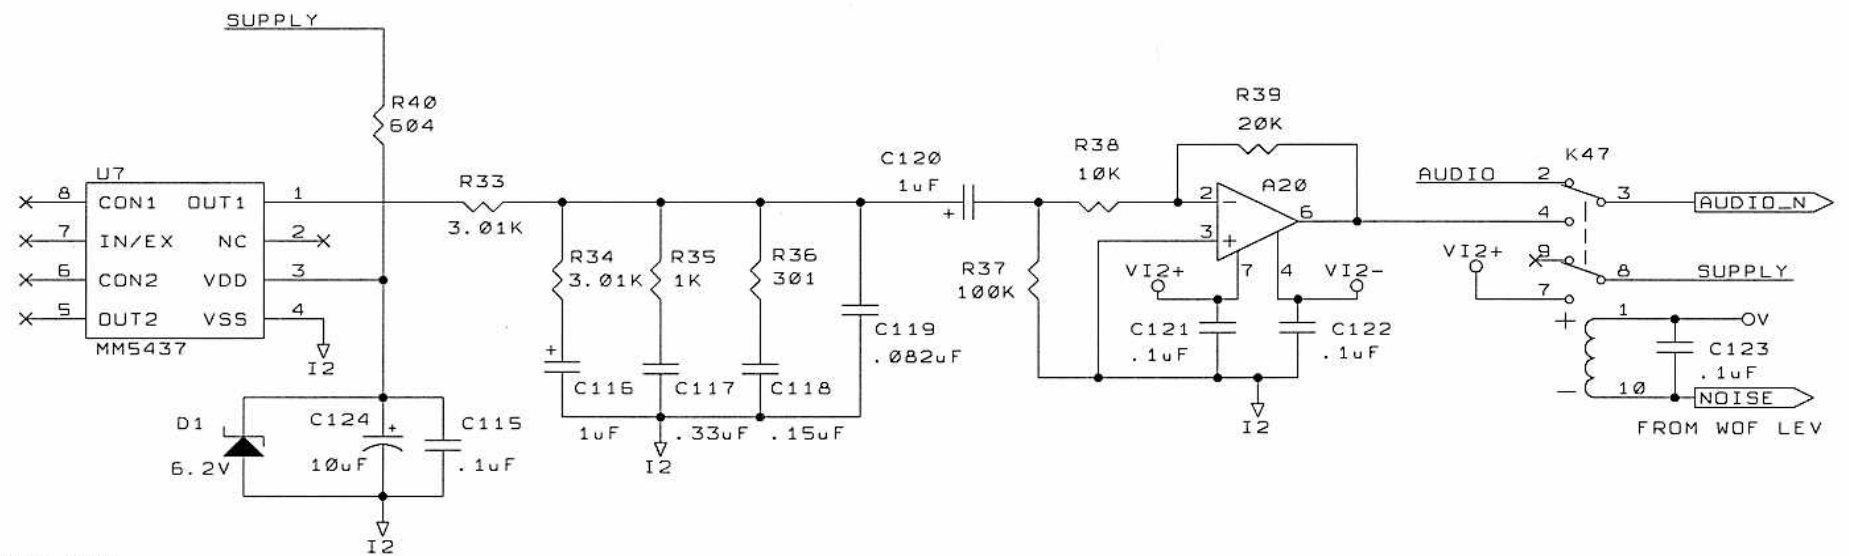 SUPPLY
R40
604
U7
8 CON1 OUT1 1
7 IN/EX NC 2
6 CON2 VDD 3
5 OUT2 VSS 4
MM5437
I2
D1
6.2V
C124
+
10uF
C115
.1uF
I2
R33
3.01K
R34
3.01K
R35
1K
R36
301
+
C116
1uF
C117
.33uF
C118
.15uF
C119
.082uF
I2
C120
1uF
+
R37
100K
R38
10K
R39
20K
A20
2 −
3 +
6
7
4
VI2+
VI2-
C121
.1uF
C122
.1uF
I2
K47
AUDIO 2
3 AUDIO_N
4
VI2+
9
8 SUPPLY
7
+ 1 V
C123
.1uF
− 10 NOISE
FROM WOF LEV